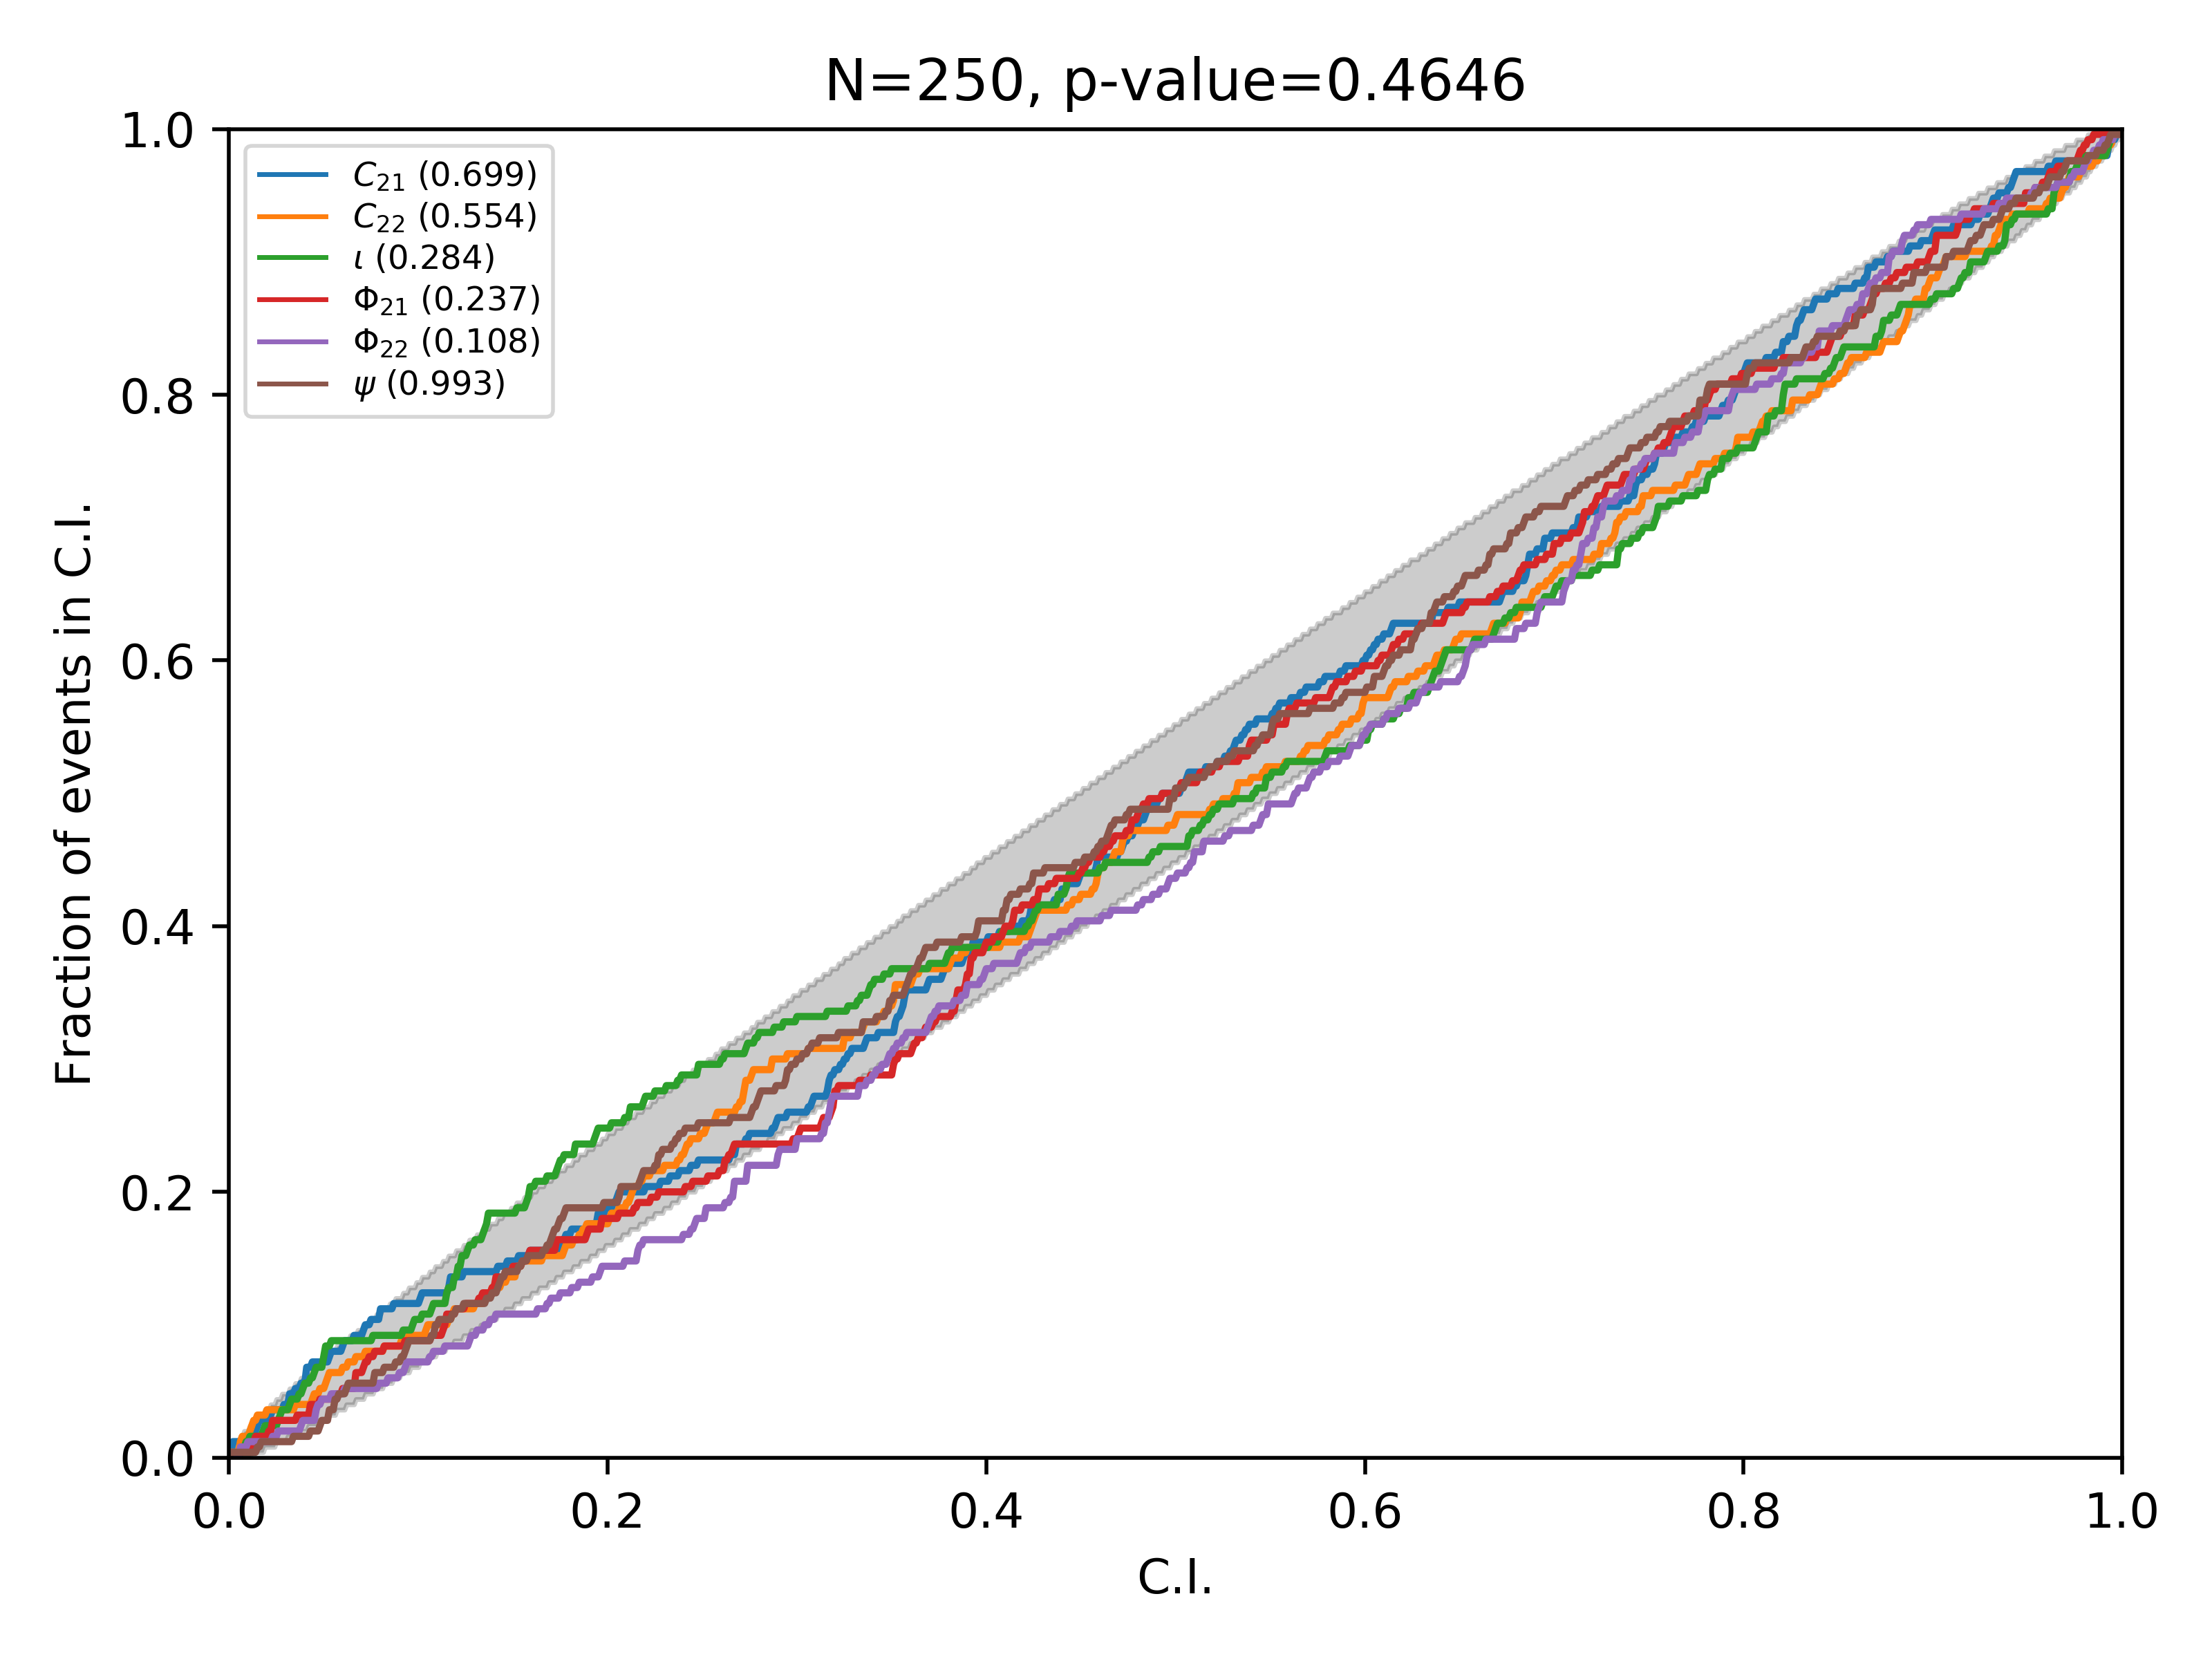 N=250, p-value=0.4646
1.0
C₂₁ (0.699)
C₂₂ (0.554)
ι (0.284)
Φ₂₁ (0.237)
Φ₂₂ (0.108)
ψ (0.993)
0.8
0.6
0.4
0.2
0.0
Fraction of events in C.I.
0.0 0.2 0.4 0.6 0.8 1.0
C.I.